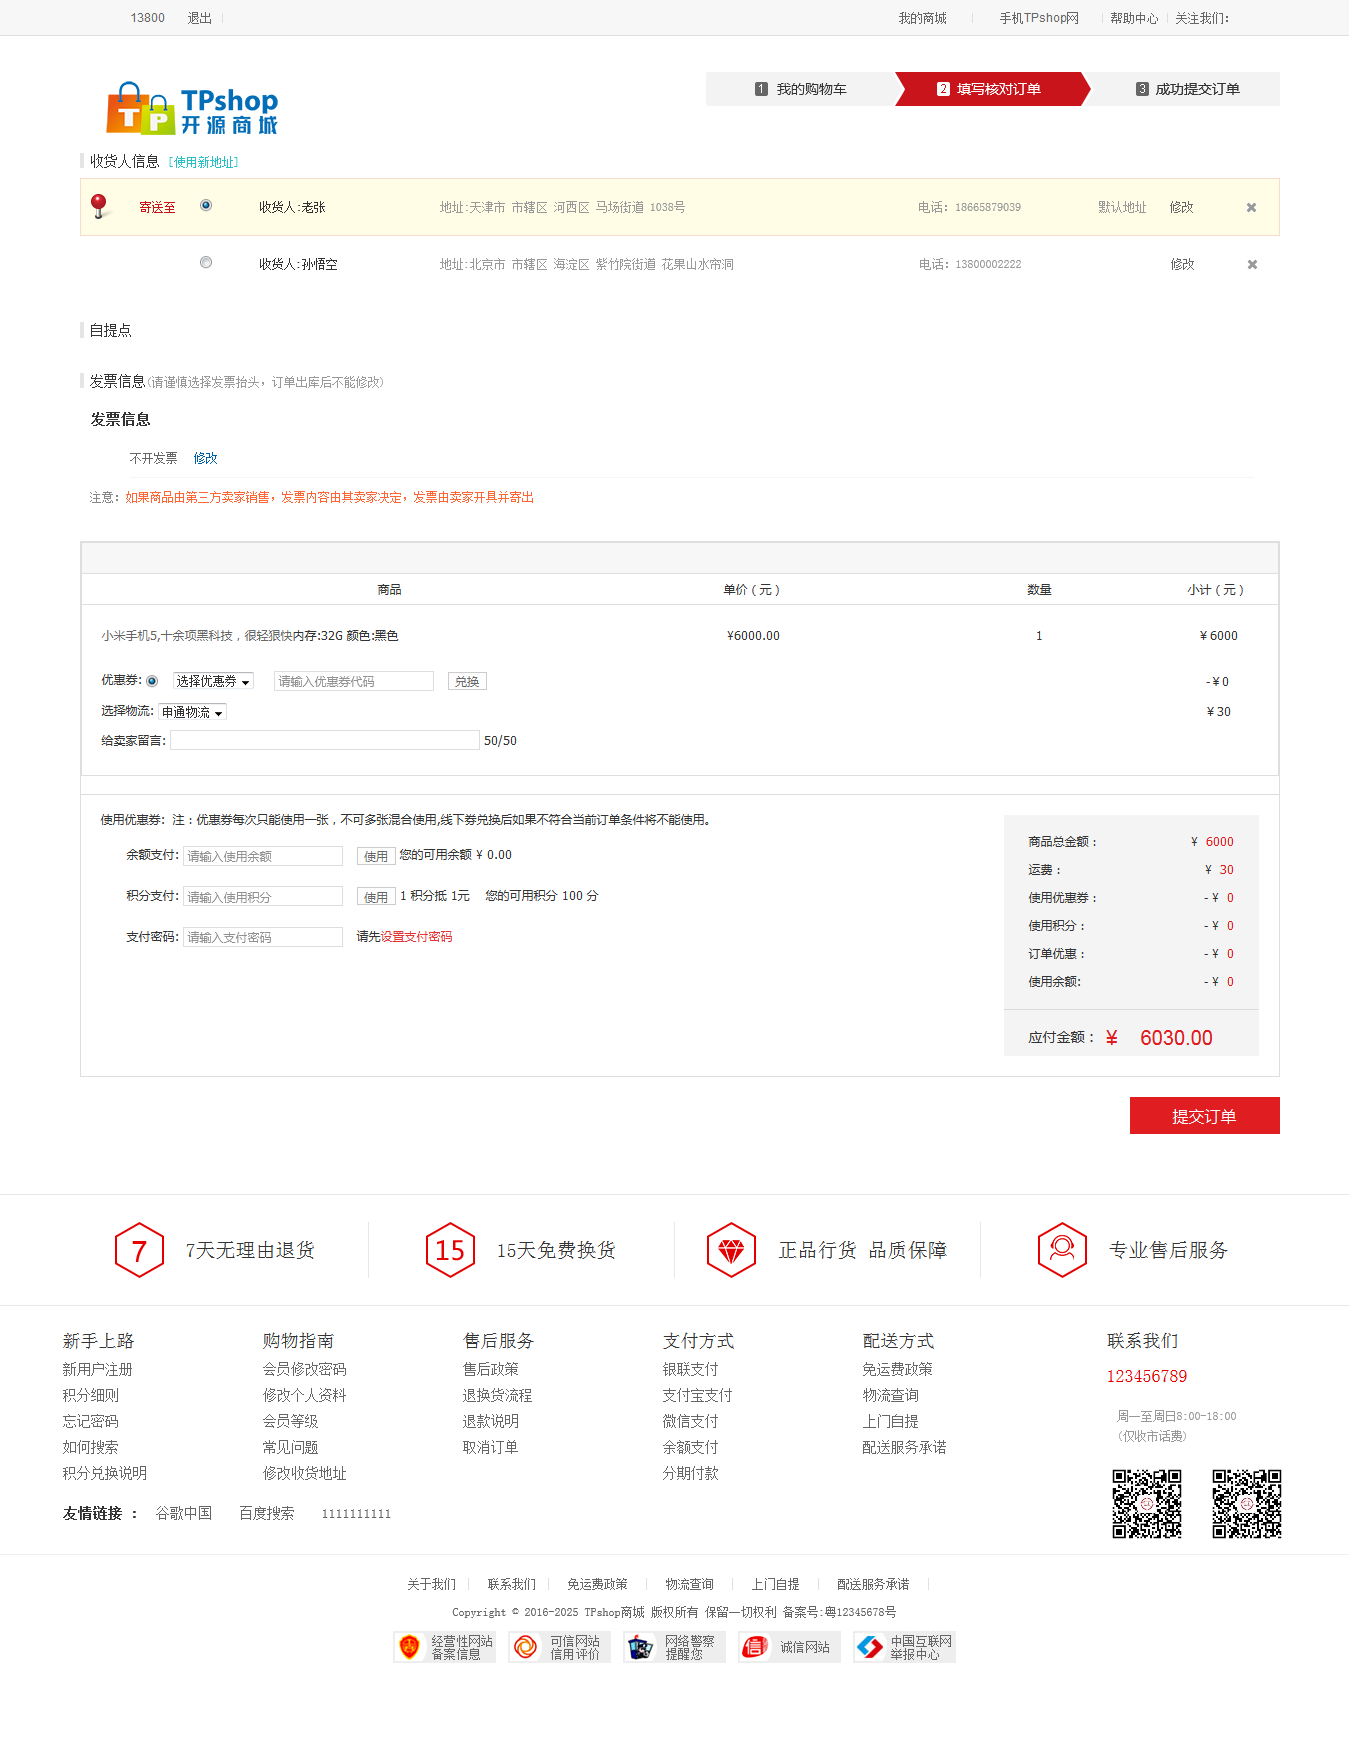 13800 退出 我的商城 手机TPshop网 帮助中心 关注我们：
TPshop
开源商城
1 我的购物车 2 填写核对订单 3 成功提交订单
收货人信息 [使用新地址]
寄送至 收货人:老张 地址:天津市 市辖区 河西区 马场街道 1038号 电话：18665879039 默认地址 修改
收货人:孙悟空 地址:北京市 市辖区 海淀区 紫竹院街道 花果山水帘洞 电话：13800002222 修改
自提点
发票信息(请谨慎选择发票抬头，订单出库后不能修改)
发票信息
不开发票 修改
注意：如果商品由第三方卖家销售，发票内容由其卖家决定，发票由卖家开具并寄出
商品 单价（元） 数量 小计（元）
小米手机5,十余项黑科技，很轻狠快内存:32G 颜色:黑色 ¥6000.00 1 ¥ 6000
优惠券: 选择优惠券 请输入优惠券代码 兑换 -¥ 0
选择物流: 申通物流 ¥ 30
给卖家留言: 50/50
使用优惠券: 注：优惠券每次只能使用一张，不可多张混合使用,线下券兑换后如果不符合当前订单条件将不能使用。
余额支付: 请输入使用余额 使用 您的可用余额 ¥ 0.00
积分支付: 请输入使用积分 使用 1 积分抵 1元 您的可用积分 100 分
支付密码: 请输入支付密码 请先设置支付密码
商品总金额： ¥ 6000
运费： ¥ 30
使用优惠券： - ¥ 0
使用积分： - ¥ 0
订单优惠： - ¥ 0
使用余额: - ¥ 0
应付金额： ¥ 6030.00
提交订单
7 7天无理由退货 15 15天免费换货 正品行货 品质保障 专业售后服务
新手上路 购物指南 售后服务 支付方式 配送方式 联系我们
新用户注册 会员修改密码 售后政策 银联支付 免运费政策 123456789
积分细则 修改个人资料 退换货流程 支付宝支付 物流查询
忘记密码 会员等级 退款说明 微信支付 上门自提 周一至周日8:00-18:00
如何搜索 常见问题 取消订单 余额支付 配送服务承诺 (仅收市话费)
积分兑换说明 修改收货地址 分期付款
友情链接 ： 谷歌中国 百度搜索 1111111111
关于我们 联系我们 免运费政策 物流查询 上门自提 配送服务承诺
Copyright © 2016-2025 TPshop商城 版权所有 保留一切权利 备案号:粤12345678号
经营性网站 可信网站 网络警察 信 诚信网站 中国互联网
备案信息 信用评价 提醒您 举报中心